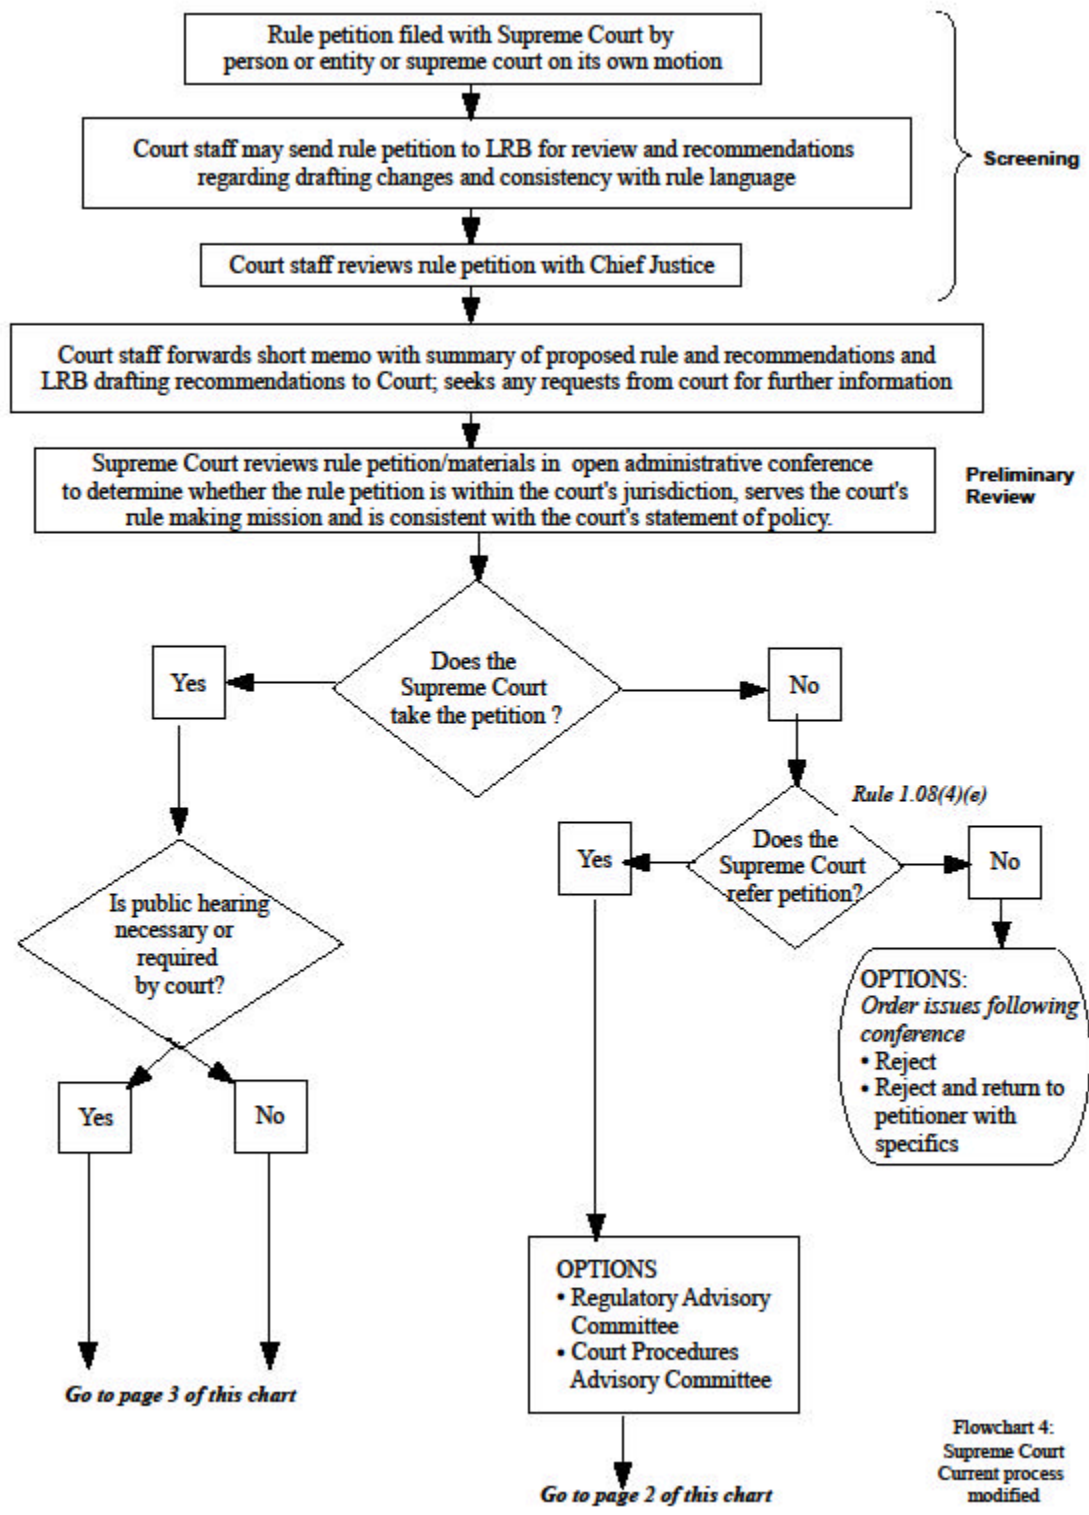 Rule petition filed with Supreme Court by
person or entity or supreme court on its own motion
Court staff may send rule petition to LRB for review and recommendations
regarding drafting changes and consistency with rule language
Screening
Court staff reviews rule petition with Chief Justice
Court staff forwards short memo with summary of proposed rule and recommendations and
LRB drafting recommendations to Court; seeks any requests from court for further information
Supreme Court reviews rule petition/materials in open administrative conference
to determine whether the rule petition is within the court's jurisdiction, serves the court's
rule making mission and is consistent with the court's statement of policy.
Preliminary
Review
Does the
Supreme Court
take the petition ?
Yes
No
Rule 1.08(4)(e)
Does the
Supreme Court
refer petition?
Yes
No
Is public hearing
necessary or
required
by court?
OPTIONS:
Order issues following
conference
• Reject
• Reject and return to
petitioner with
specifics
Yes
No
OPTIONS
• Regulatory Advisory
Committee
• Court Procedures
Advisory Committee
Go to page 3 of this chart
Go to page 2 of this chart
Flowchart 4:
Supreme Court
Current process
modified